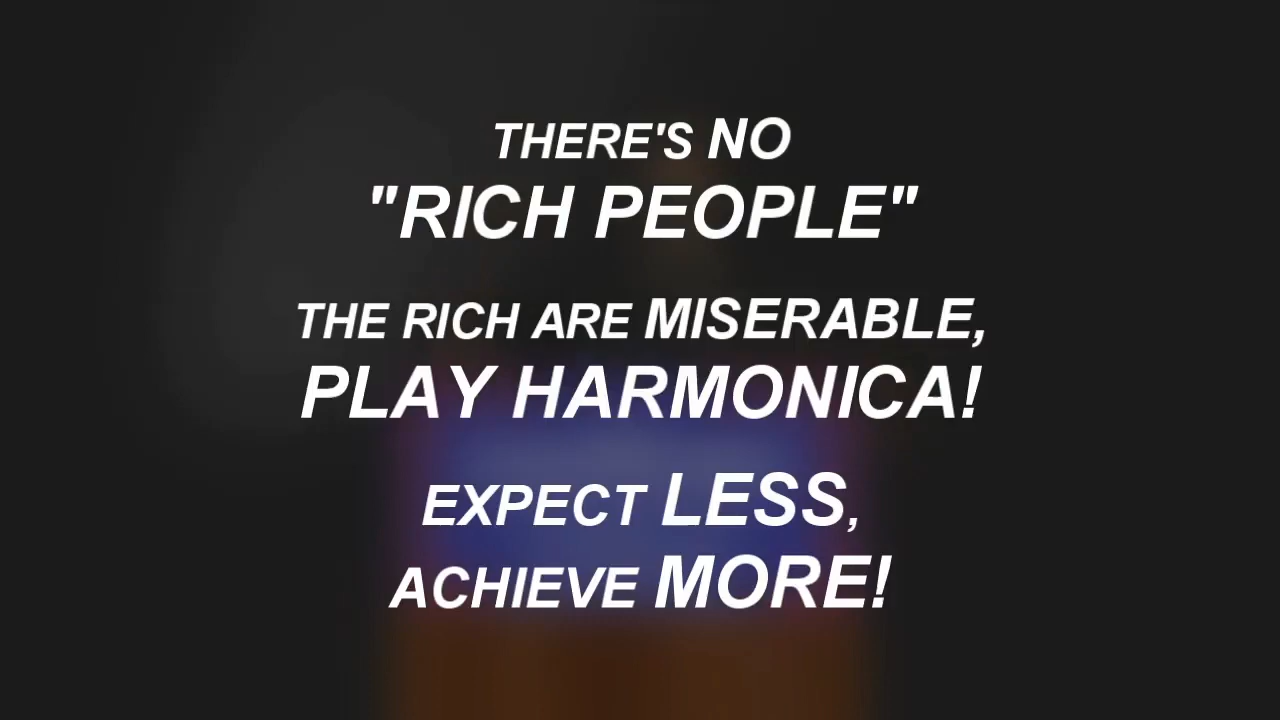 THERE'S NO
"RICH PEOPLE"
THE RICH ARE MISERABLE,
PLAY HARMONICA!
EXPECT LESS,
ACHIEVE MORE!